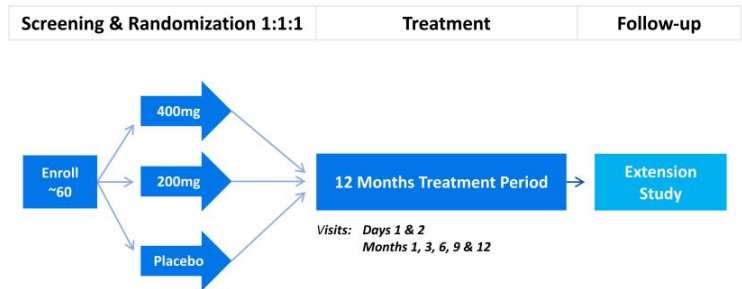 Screening & Randomization 1:1:1
Treatment
Follow-up
400mg
Enroll
~60
200mg
Placebo
12 Months Treatment Period
Extension
Study
Visits: Days 1 & 2
Months 1, 3, 6, 9 & 12